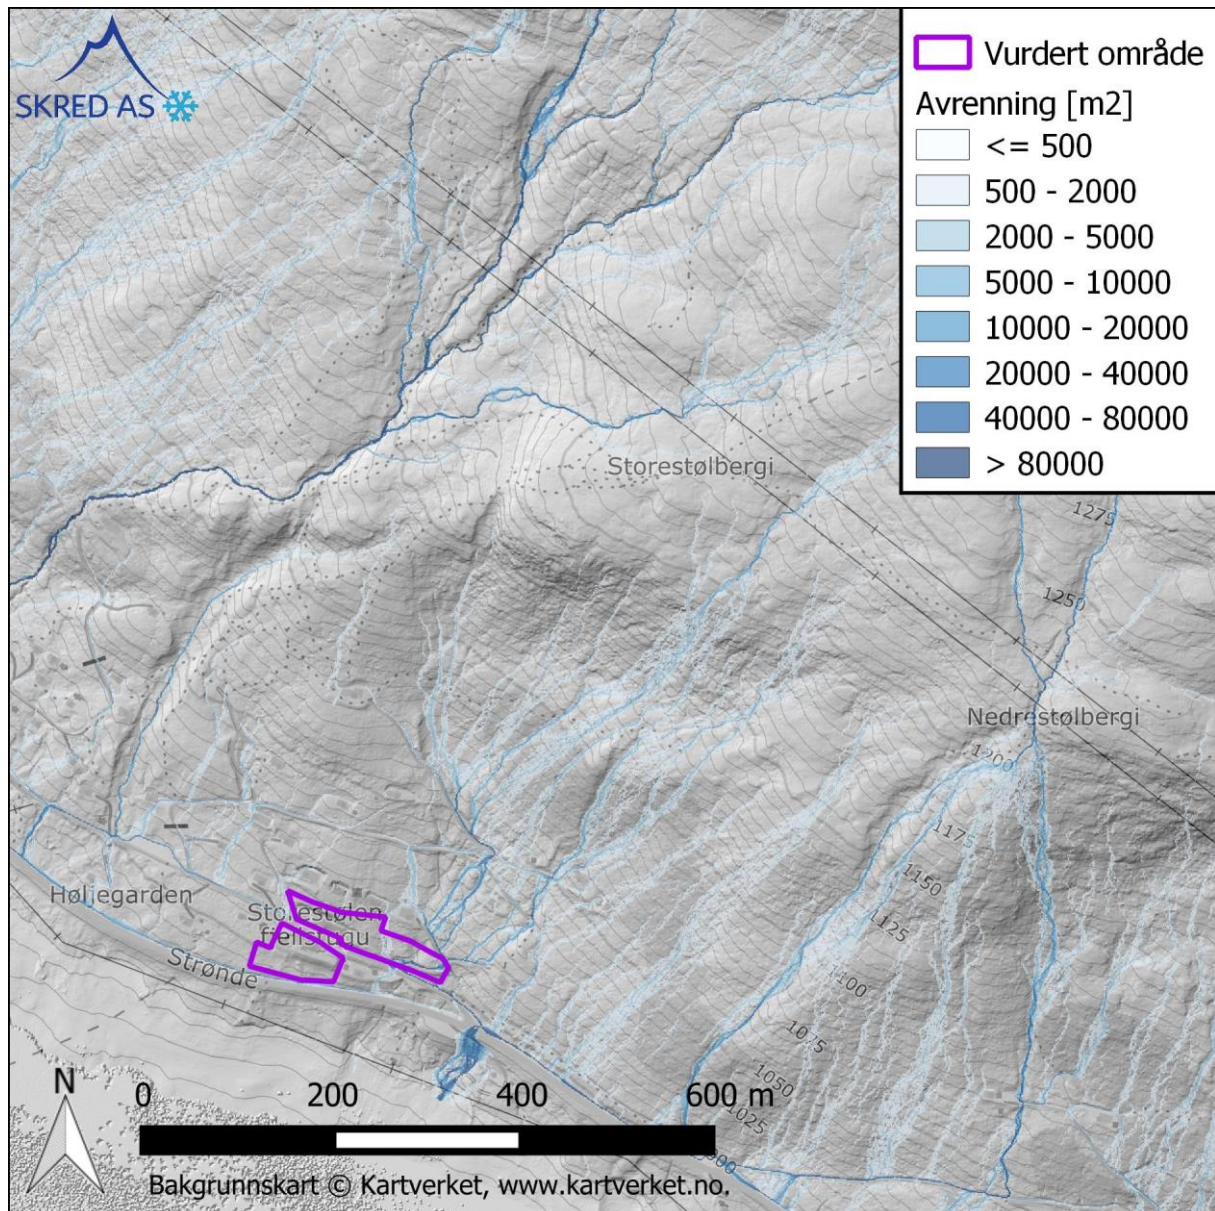 SKRED AS
Vurdert område
Avrenning [m2]
<= 500
500 - 2000
2000 - 5000
5000 - 10000
10000 - 20000
20000 - 40000
40000 - 80000
> 80000
Storestølbergi
1275
1250
Nedrestølbergi
1200
1175
1150
1125
1100
1075
1050
1025
Høljegarden
Storestølen
fjellstugu
Strønde
N
0 200 400 600 m
Bakgrunnskart © Kartverket, www.kartverket.no.